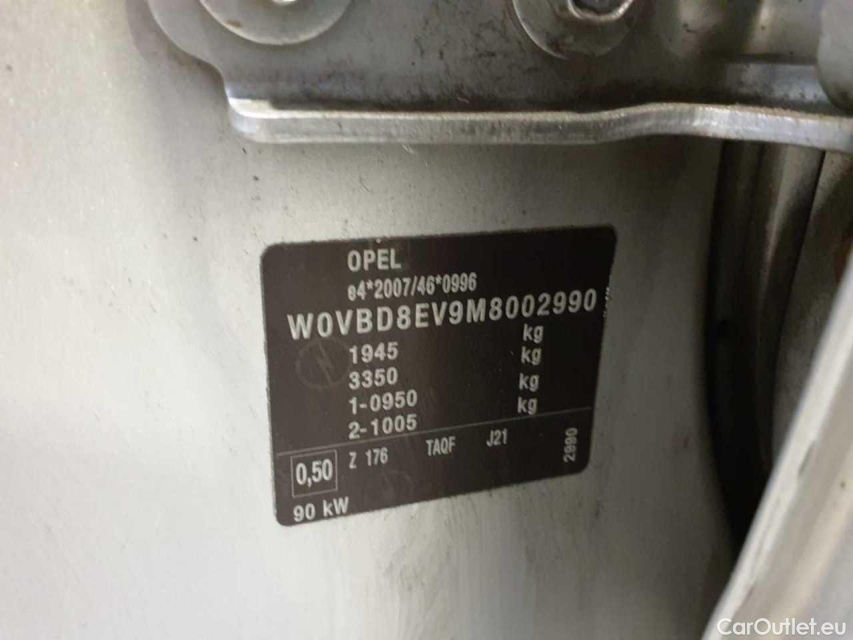 OPEL
e4*2007/46*0996
W0VBD8EV9M8002990
1945 kg
3350 kg
1-0950 kg
2-1005 kg
0,50 Z 176 TAQF J21 2990
90 kW
CarOutlet.eu